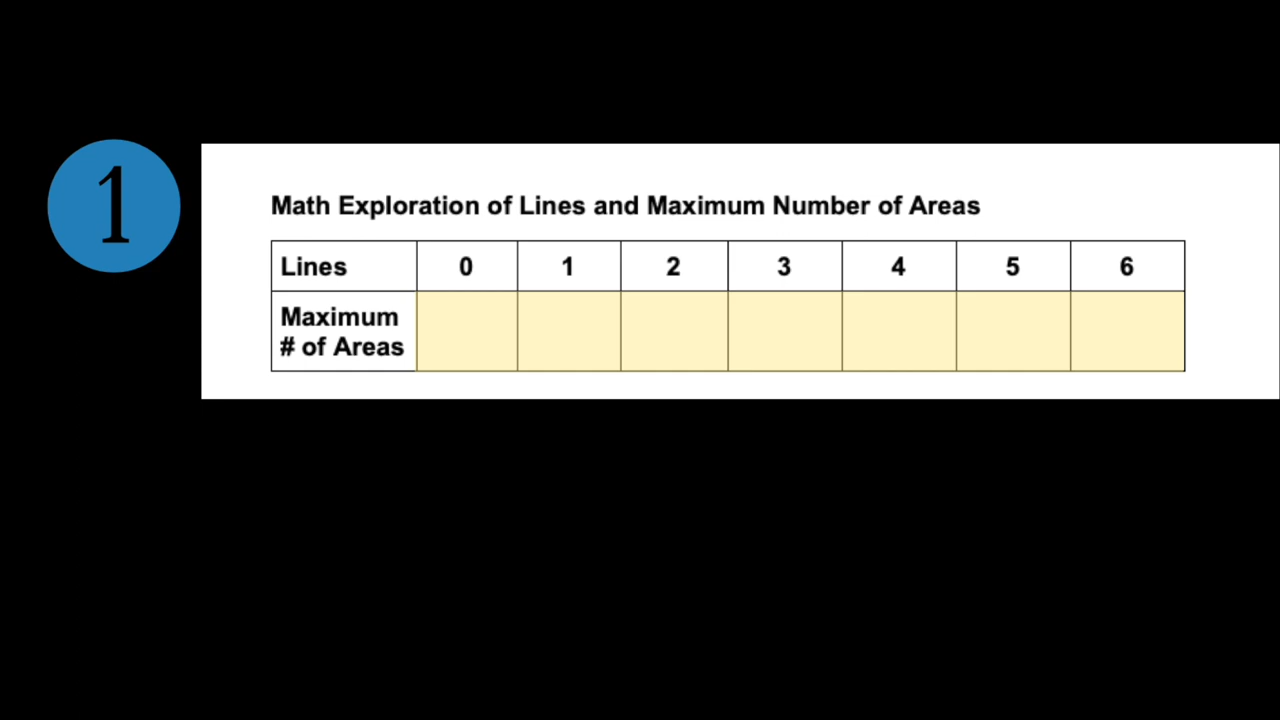 1
Math Exploration of Lines and Maximum Number of Areas
Lines 0 1 2 3 4 5 6
Maximum
# of Areas